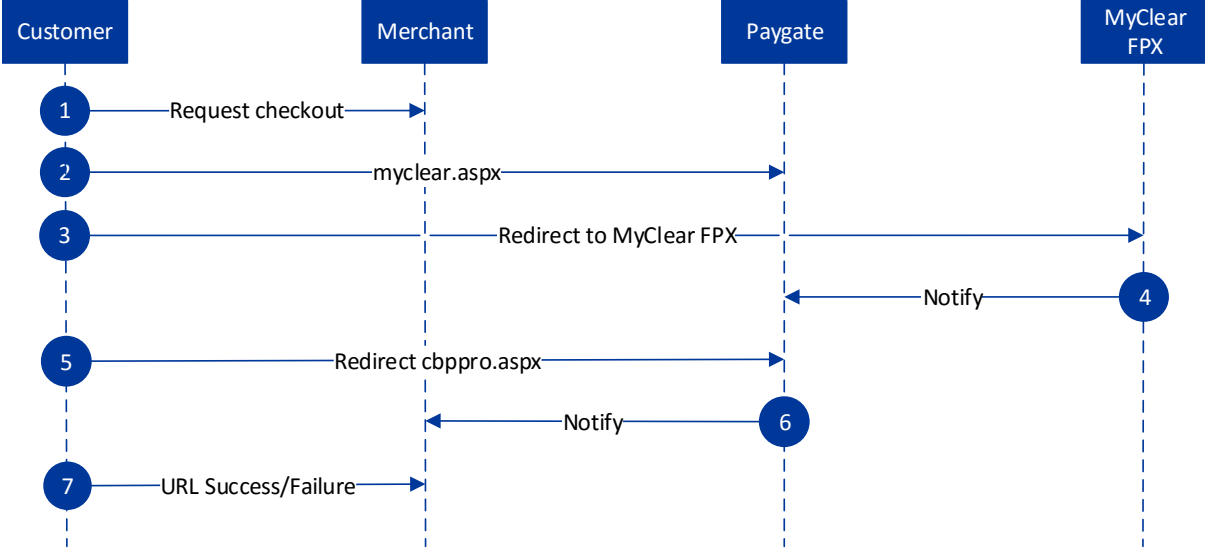 Customer
Merchant
Paygate
MyClear
FPX
1
Request checkout
2
myclear.aspx
3
Redirect to MyClear FPX
Notify
4
5
Redirect cbppro.aspx
Notify
6
7
URL Success/Failure